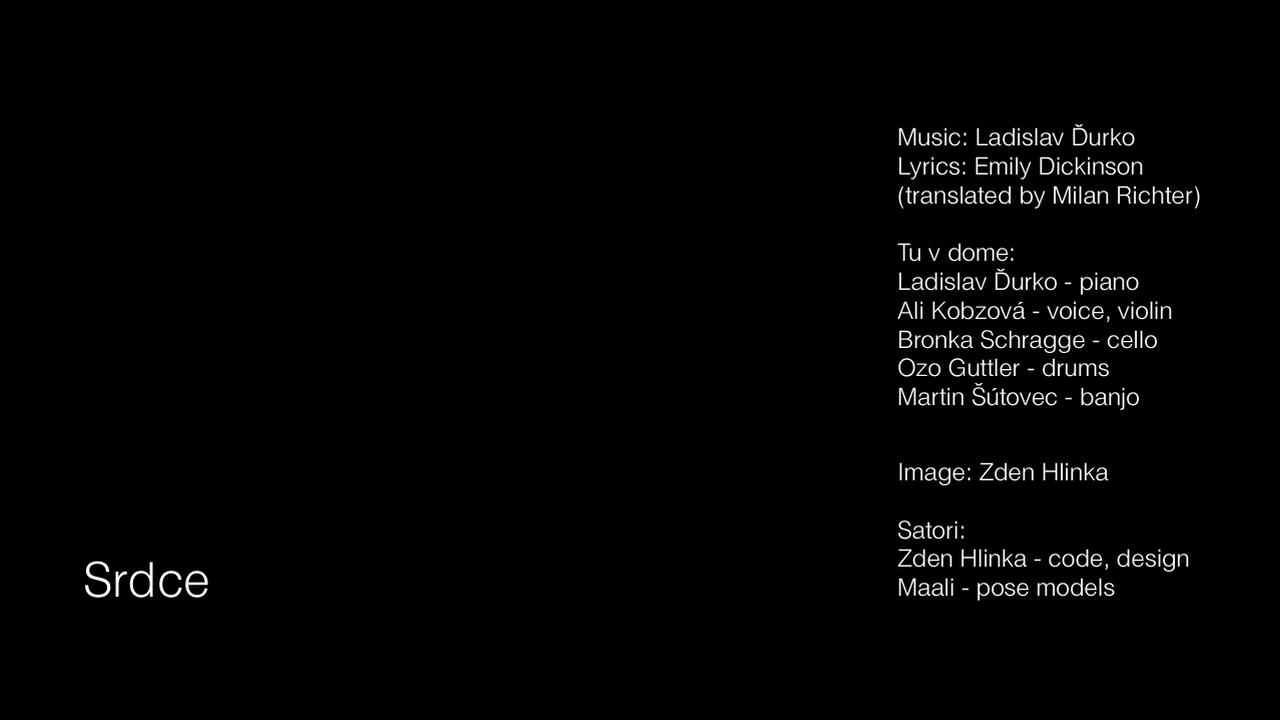 Music: Ladislav Ďurko
Lyrics: Emily Dickinson
(translated by Milan Richter)
Tu v dome:
Ladislav Ďurko - piano
Ali Kobzová - voice, violin
Bronka Schragge - cello
Ozo Guttler - drums
Martin Šútovec - banjo
Image: Zden Hlinka
Satori:
Zden Hlinka - code, design
Maali - pose models
Srdce